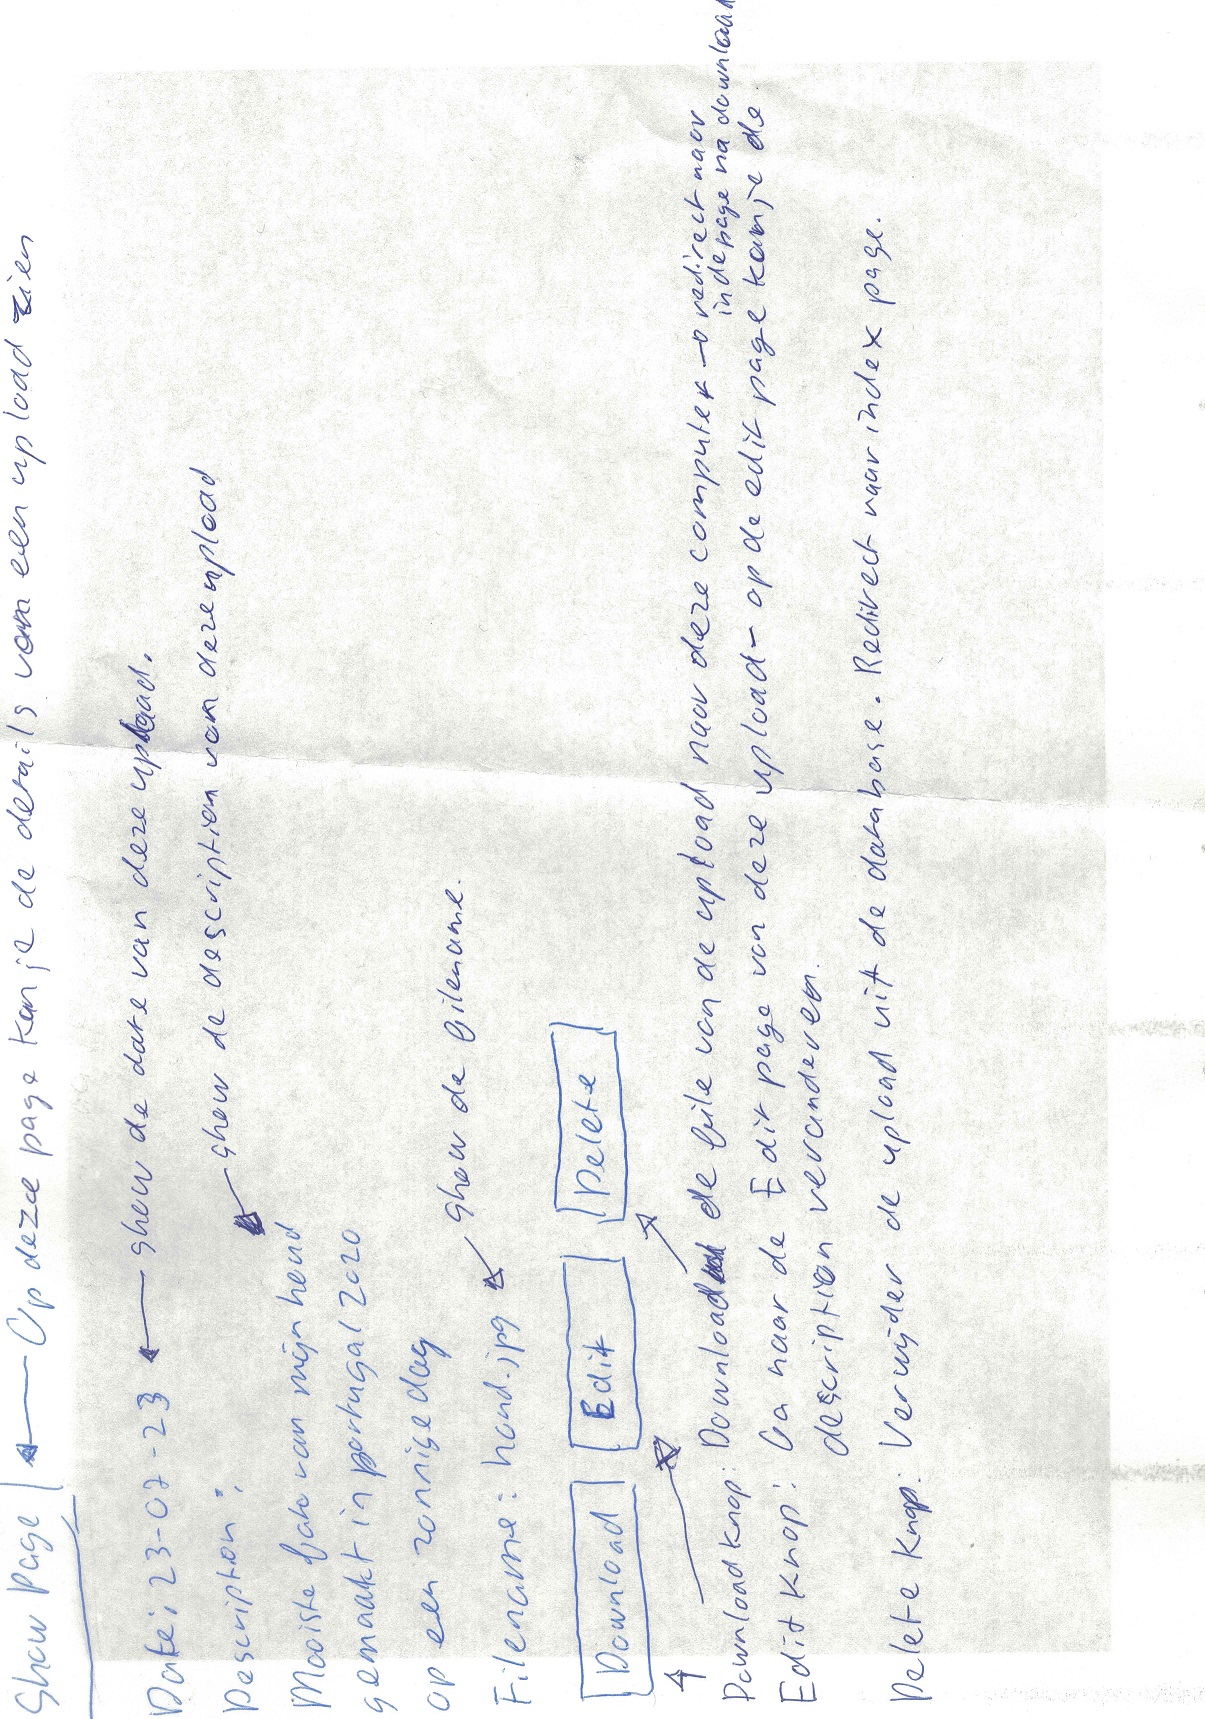 Show Page
Op deze page kan je de details van een upload zien
Date: 23-07-23
show de date van deze upload.
Description:
show de description van deze upload
Mooiste foto van mijn hond
gemaakt in portugal 2020
op een zonnige dag
show de filename.
Filename: hond.jpg
Download Edit Delete
Download knop: Download de file van de upload naar deze computer → redirect naar
indepage na download
Edit Knop: Ga naar de Edit page van deze upload - op de edit page kan je de
description veranderen.
Delete Knop: Verwijder de upload uit de database. Redirect naar index page.